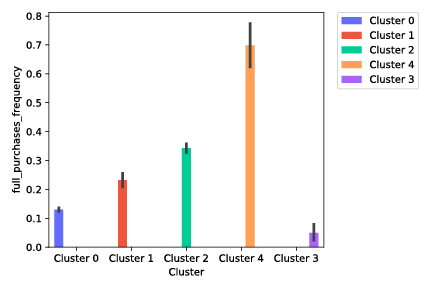 0.8
0.7
0.6
0.5
0.4
0.3
0.2
0.1
0.0
full_purchases_frequency
Cluster 0 Cluster 1 Cluster 2 Cluster 4 Cluster 3
Cluster
Cluster 0
Cluster 1
Cluster 2
Cluster 4
Cluster 3